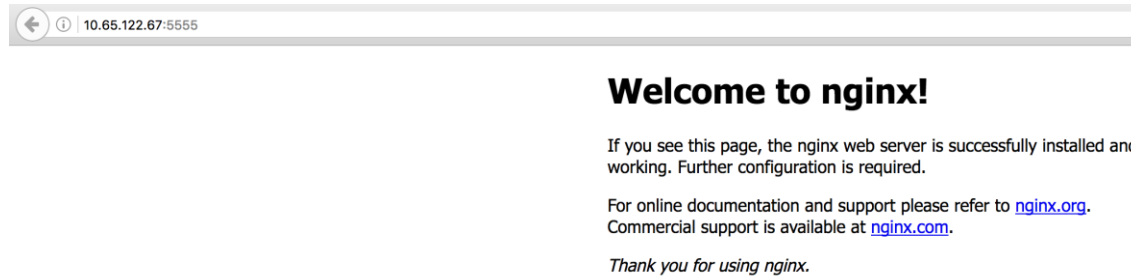 10.65.122.67:5555
Welcome to nginx!
If you see this page, the nginx web server is successfully installed and
working. Further configuration is required.
For online documentation and support please refer to nginx.org.
Commercial support is available at nginx.com.
Thank you for using nginx.